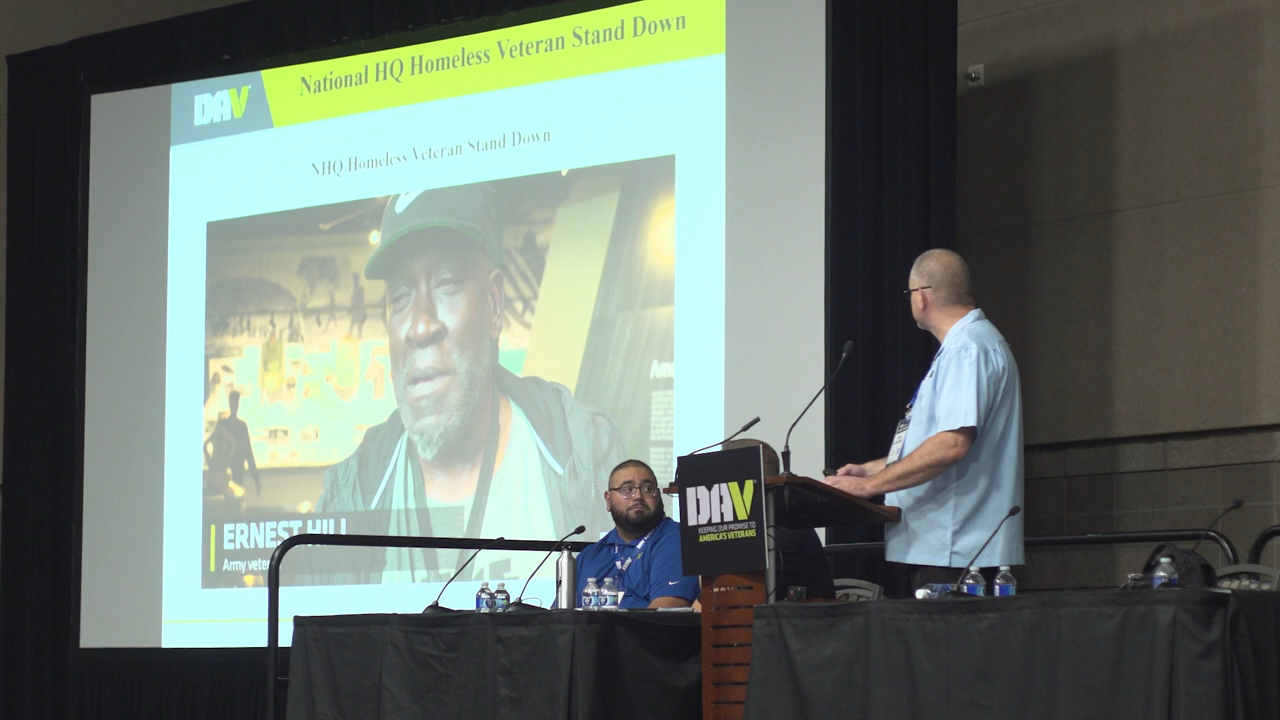 National HQ Homeless Veteran Stand Down
DAV
NHQ Homeless Veteran Stand Down
ERNEST HILL
Army
DAV
KEEPING OUR PROMISE TO
AMERICA'S VETERANS